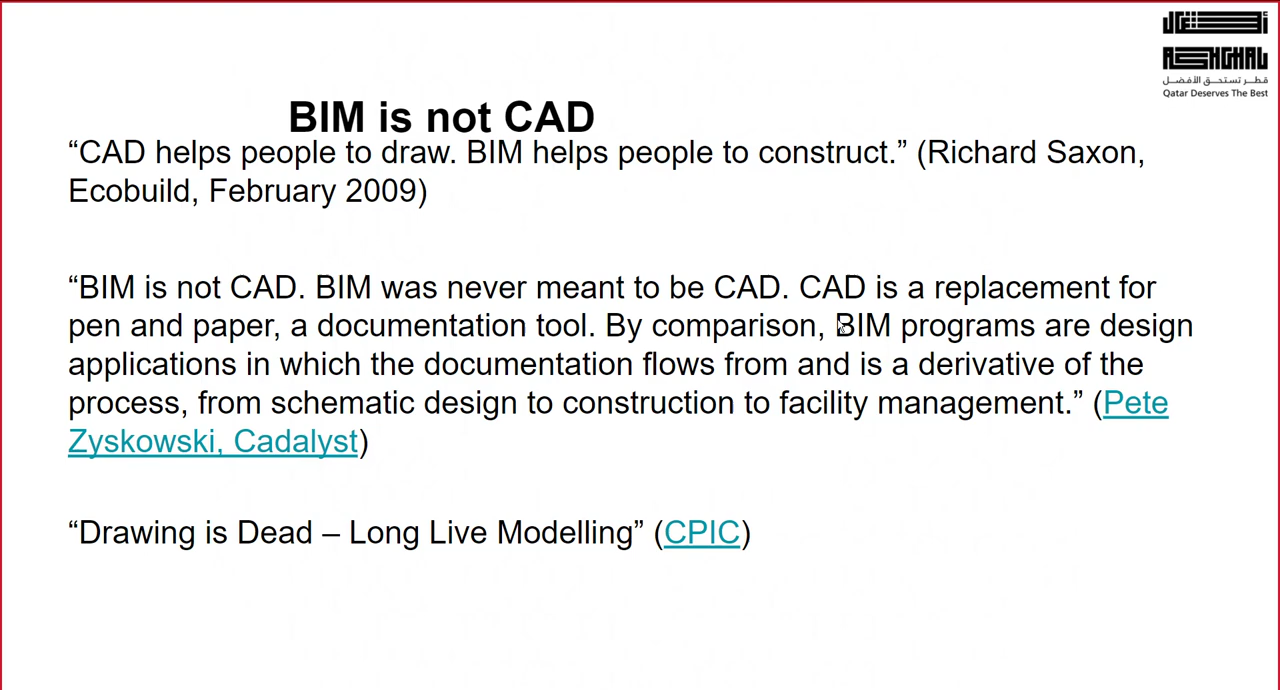 أشغال
ASHGHAL
قطر تستحق الأفضل
Qatar Deserves The Best
BIM is not CAD
“CAD helps people to draw. BIM helps people to construct.” (Richard Saxon,
Ecobuild, February 2009)
“BIM is not CAD. BIM was never meant to be CAD. CAD is a replacement for
pen and paper, a documentation tool. By comparison, BIM programs are design
applications in which the documentation flows from and is a derivative of the
process, from schematic design to construction to facility management.” (Pete
Zyskowski, Cadalyst)
“Drawing is Dead – Long Live Modelling” (CPIC)